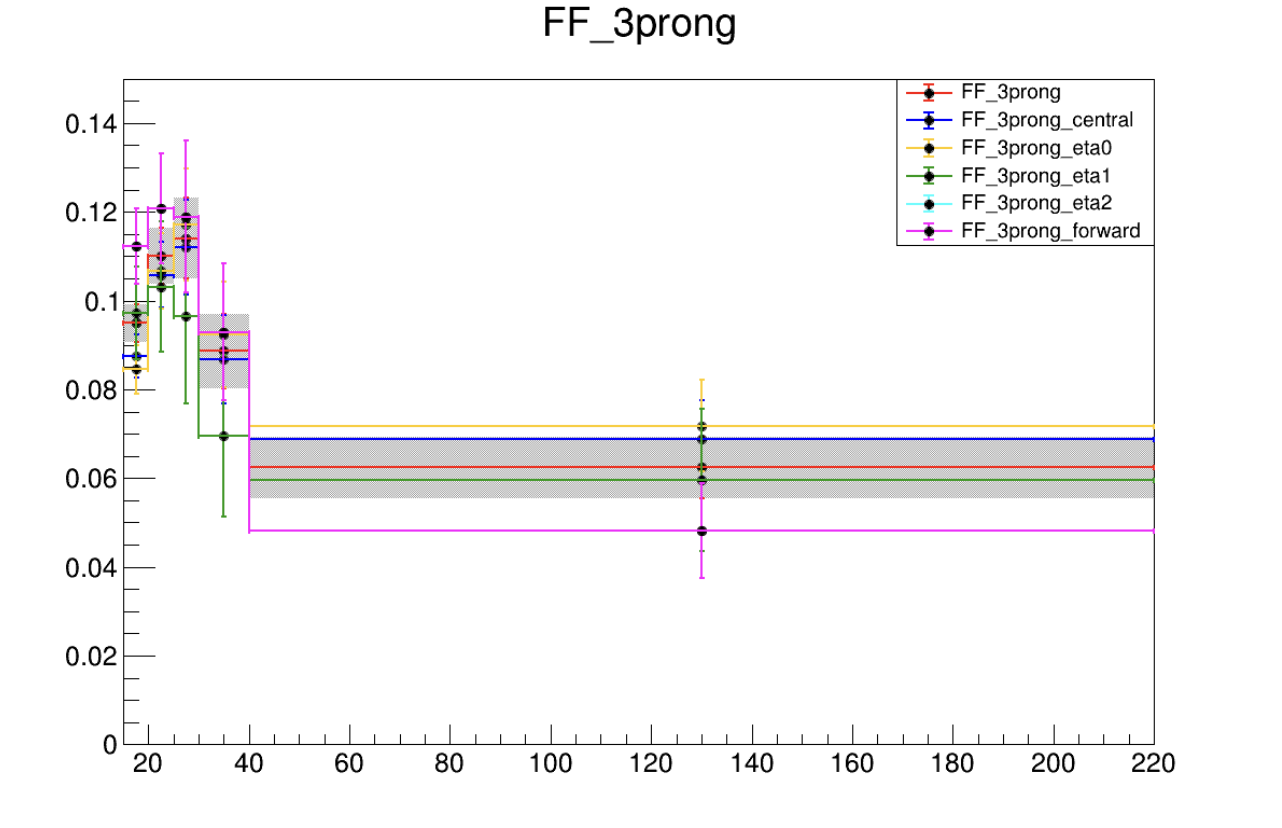 FF_3prong
FF_3prong
FF_3prong_central
FF_3prong_eta0
FF_3prong_eta1
FF_3prong_eta2
FF_3prong_forward
0.14
0.12
0.1
0.08
0.06
0.04
0.02
0
20 40 60 80 100 120 140 160 180 200 220